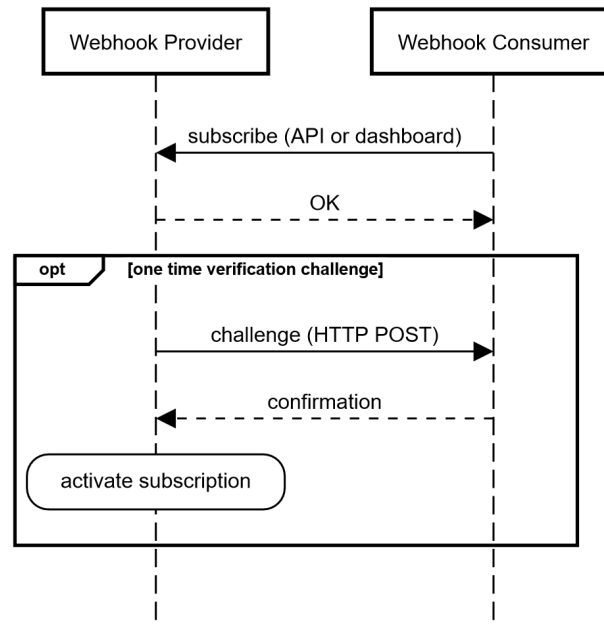 Webhook Provider
Webhook Consumer
subscribe (API or dashboard)
OK
opt
[one time verification challenge]
challenge (HTTP POST)
confirmation
activate subscription